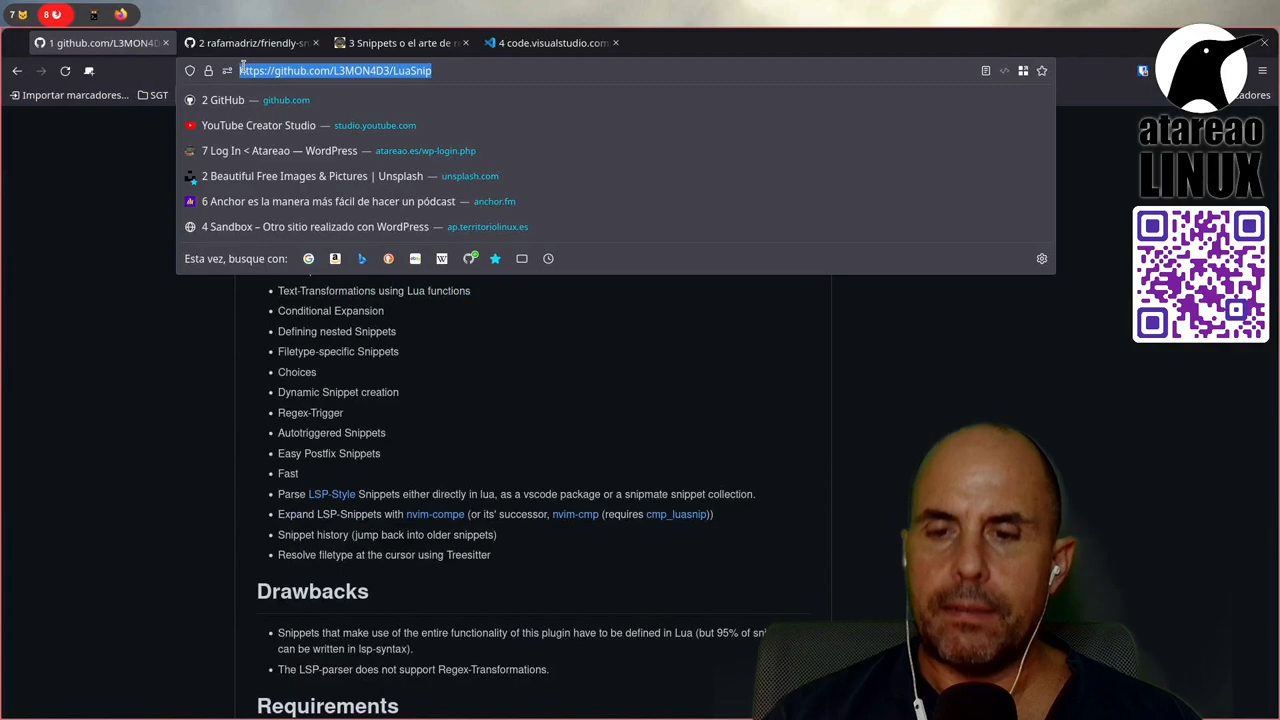 7
8
1 github.com/L3MON4D
2 rafamadriz/friendly-sn
3 Snippets o el arte de r
4 code.visualstudio.com
https://github.com/L3MON4D3/LuaSnip
Importar marcadores...
SGT
adores
2 GitHub — github.com
YouTube Creator Studio — studio.youtube.com
7 Log In < Atareao — WordPress — atareao.es/wp-login.php
2 Beautiful Free Images & Pictures | Unsplash — unsplash.com
6 Anchor es la manera más fácil de hacer un pódcast — anchor.fm
4 Sandbox – Otro sitio realizado con WordPress — ap.territoriolinux.es
Esta vez, busque con:
atareao
LINUX
Text-Transformations using Lua functions
Conditional Expansion
Defining nested Snippets
Filetype-specific Snippets
Choices
Dynamic Snippet creation
Regex-Trigger
Autotriggered Snippets
Easy Postfix Snippets
Fast
Parse LSP-Style Snippets either directly in lua, as a vscode package or a snipmate snippet collection.
Expand LSP-Snippets with nvim-compe (or its' successor, nvim-cmp (requires cmp_luasnip))
Snippet history (jump back into older snippets)
Resolve filetype at the cursor using Treesitter
Drawbacks
Snippets that make use of the entire functionality of this plugin have to be defined in Lua (but 95% of sni
can be written in lsp-syntax).
The LSP-parser does not support Regex-Transformations.
Requirements